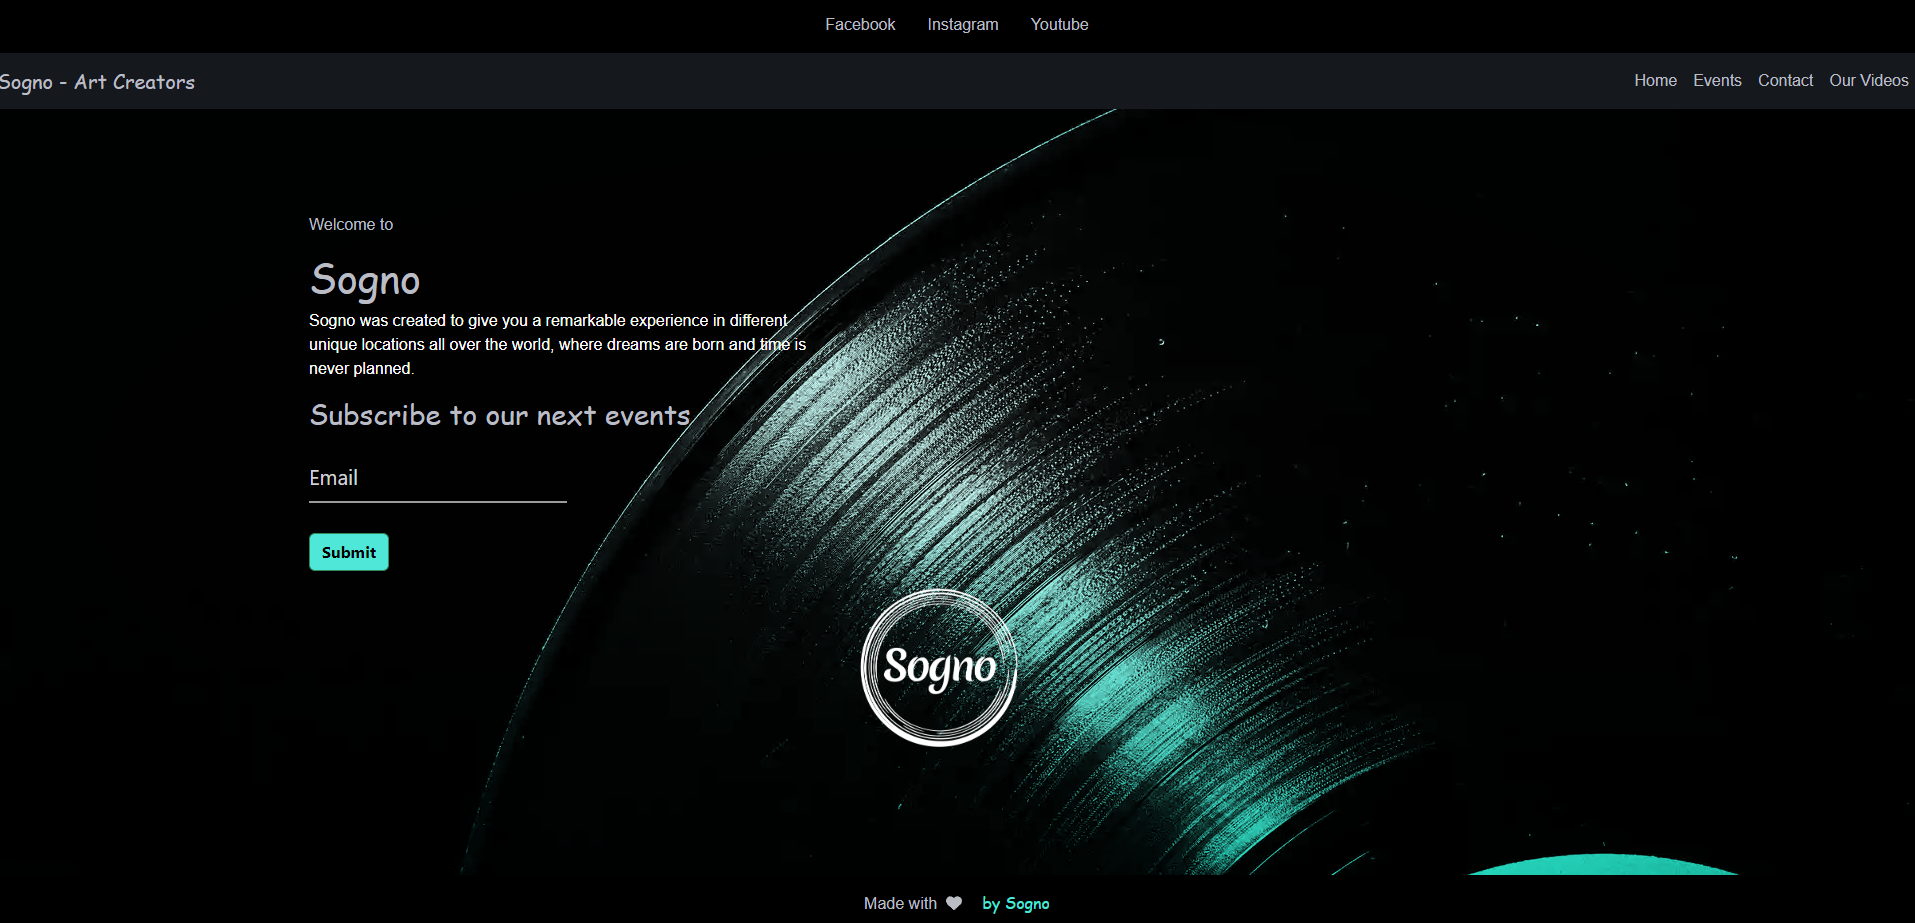 Facebook Instagram Youtube
Sogno - Art Creators
Home Events Contact Our Videos
Welcome to
Sogno
Sogno was created to give you a remarkable experience in different
unique locations all over the world, where dreams are born and time is
never planned.
Subscribe to our next events
Email
Submit
Sogno
Made with by Sogno